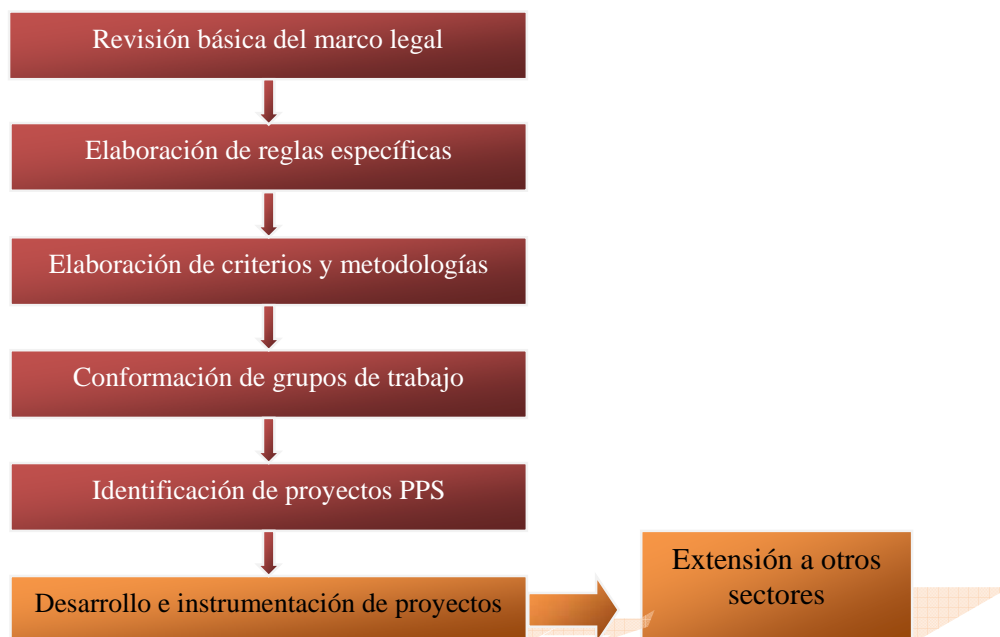 Revisión básica del marco legal
Elaboración de reglas específicas
Elaboración de criterios y metodologías
Conformación de grupos de trabajo
Identificación de proyectos PPS
Desarrollo e instrumentación de proyectos
Extensión a otros
sectores